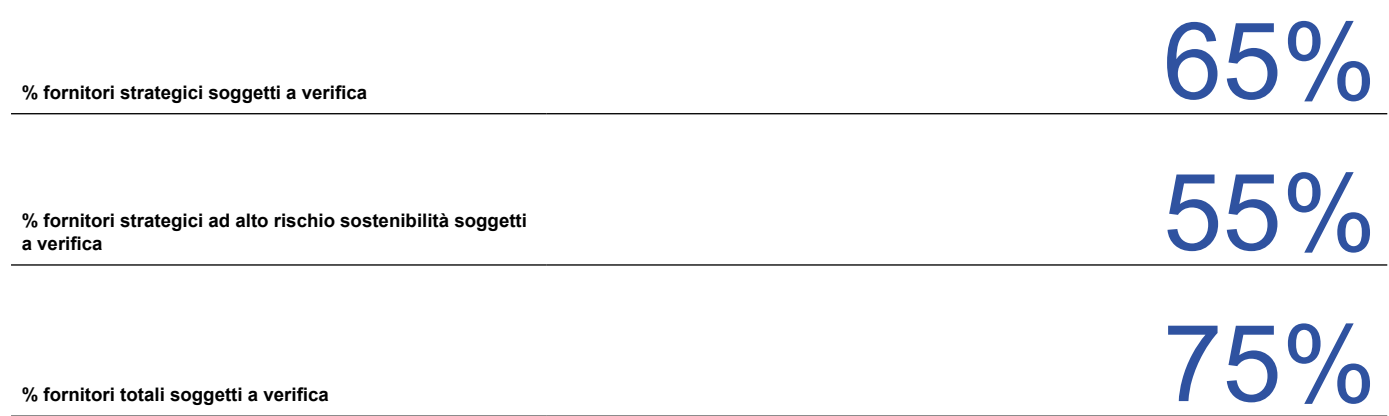 65%
% fornitori strategici soggetti a verifica
55%
% fornitori strategici ad alto rischio sostenibilità soggetti
a verifica
75%
% fornitori totali soggetti a verifica